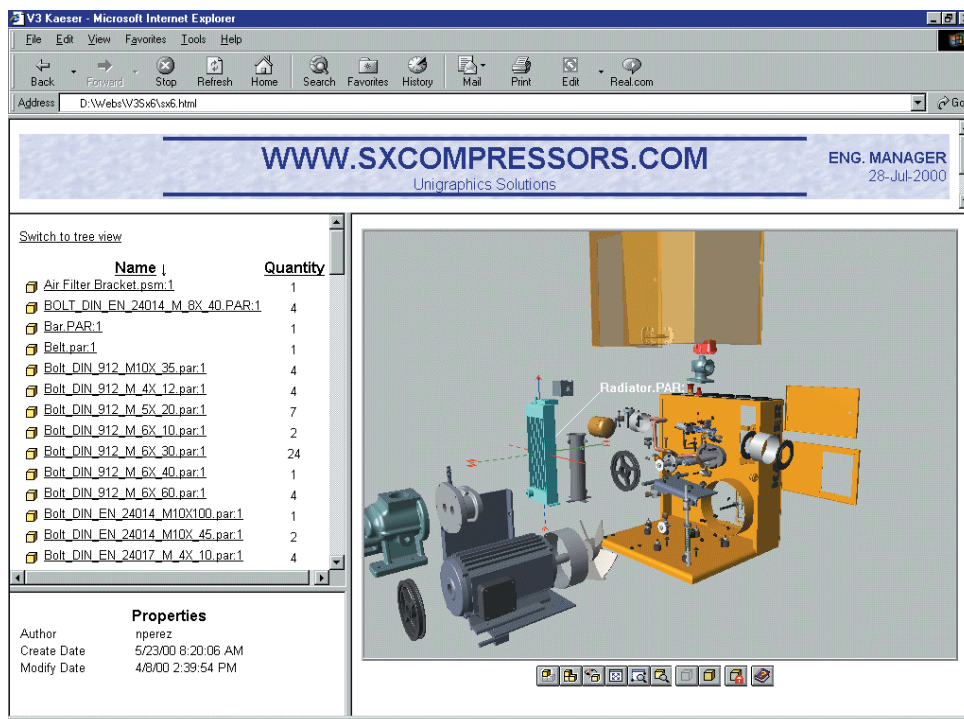 V3 Kaeser - Microsoft Internet Explorer
File Edit View Favorites Tools Help
Back Forward Stop Refresh Home Search Favorites History Mail Print Edit Real.com
Address D:\Webs\V3Sx6\sx6.html Go
WWW.SXCOMPRESSORS.COM
Unigraphics Solutions
ENG. MANAGER
28-Jul-2000
Switch to tree view
Name ↓ Quantity
Air Filter Bracket.psm:1 1
BOLT_DIN_EN_24014_M_8X_40.PAR:1 4
Bar.PAR:1 1
Belt.par:1 1
Bolt_DIN_912_M10X_35.par:1 4
Bolt_DIN_912_M_4X_12.par:1 4
Bolt_DIN_912_M_5X_20.par:1 7
Bolt_DIN_912_M_6X_10.par:1 2
Bolt_DIN_912_M_6X_30.par:1 24
Bolt_DIN_912_M_6X_40.par:1 1
Bolt_DIN_912_M_6X_60.par:1 4
Bolt_DIN_EN_24014_M10X100.par:1 1
Bolt_DIN_EN_24014_M10X_45.par:1 2
Bolt_DIN_EN_24017_M_4X_10.par:1 4
Radiator.PAR:
Properties
Author nperez
Create Date 5/23/00 8:20:06 AM
Modify Date 4/8/00 2:39:54 PM